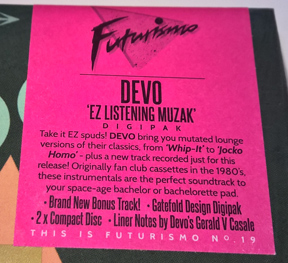 Futurismo
DEVO
'EZ LISTENING MUZAK'
DIGIPAK
Take it EZ spuds! DEVO bring you mutated lounge
versions of their classics, from 'Whip-It' to 'Jocko
Homo' - plus a new track recorded just for this
release! Originally fan club cassettes in the 1980's,
these instrumentals are the perfect soundtrack to
your space-age bachelor or bachelorette pad.
• Brand New Bonus Track! • Gatefold Design Digipak
• 2 x Compact Disc • Liner Notes by Devo's Gerald V Casale
THIS IS FUTURISMO No. 19